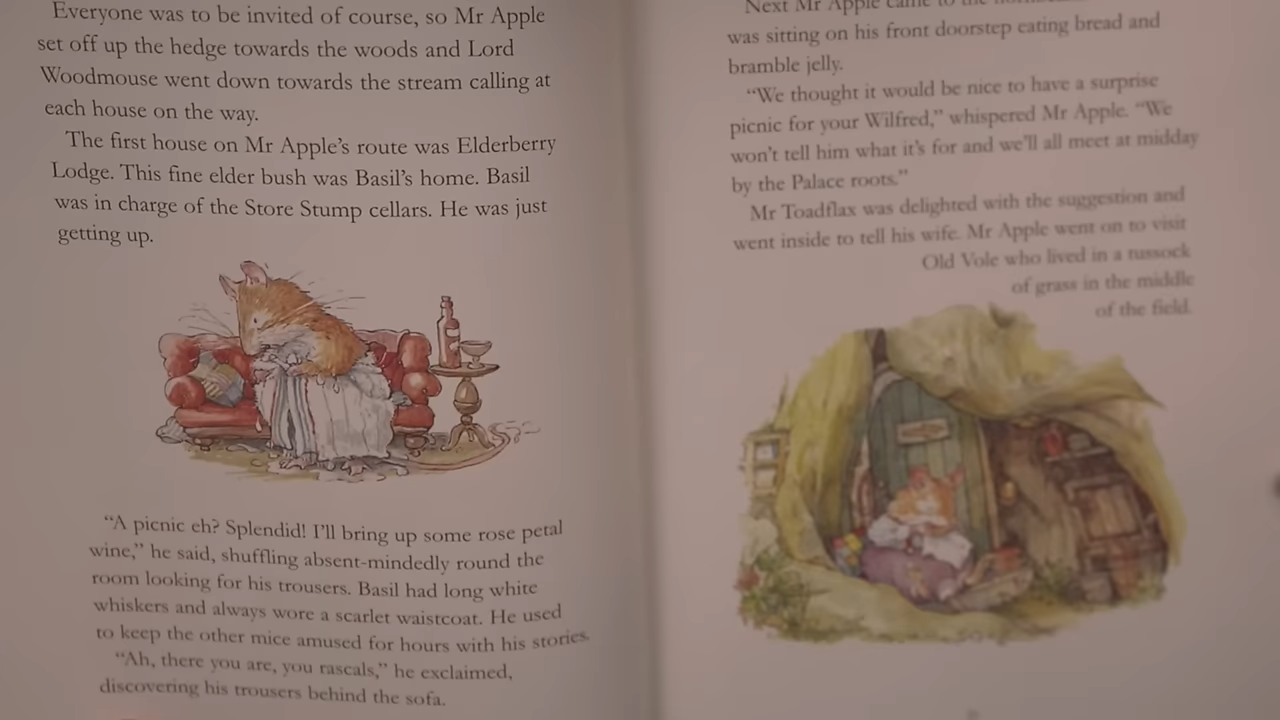 Everyone was to be invited of course, so Mr Apple
set off up the hedge towards the woods and Lord
Woodmouse went down towards the stream calling at
each house on the way.
The first house on Mr Apple's route was Elderberry
Lodge. This fine elder bush was Basil's home. Basil
was in charge of the Store Stump cellars. He was just
getting up.
“A picnic eh? Splendid! I'll bring up some rose petal
wine,” he said, shuffling absent-mindedly round the
room looking for his trousers. Basil had long white
whiskers and always wore a scarlet waistcoat. He used
to keep the other mice amused for hours with his stories.
“Ah, there you are, you rascals,” he exclaimed,
discovering his trousers behind the sofa.
Next Mr Apple came to the
was sitting on his front doorstep eating bread and
bramble jelly.
“We thought it would be nice to have a surprise
picnic for your Wilfred,” whispered Mr Apple. “We
won't tell him what it's for and we'll all meet at midday
by the Palace roots.”
Mr Toadflax was delighted with the suggestion and
went inside to tell his wife. Mr Apple went on to visit
Old Vole who lived in a tussock
of grass in the middle
of the field.